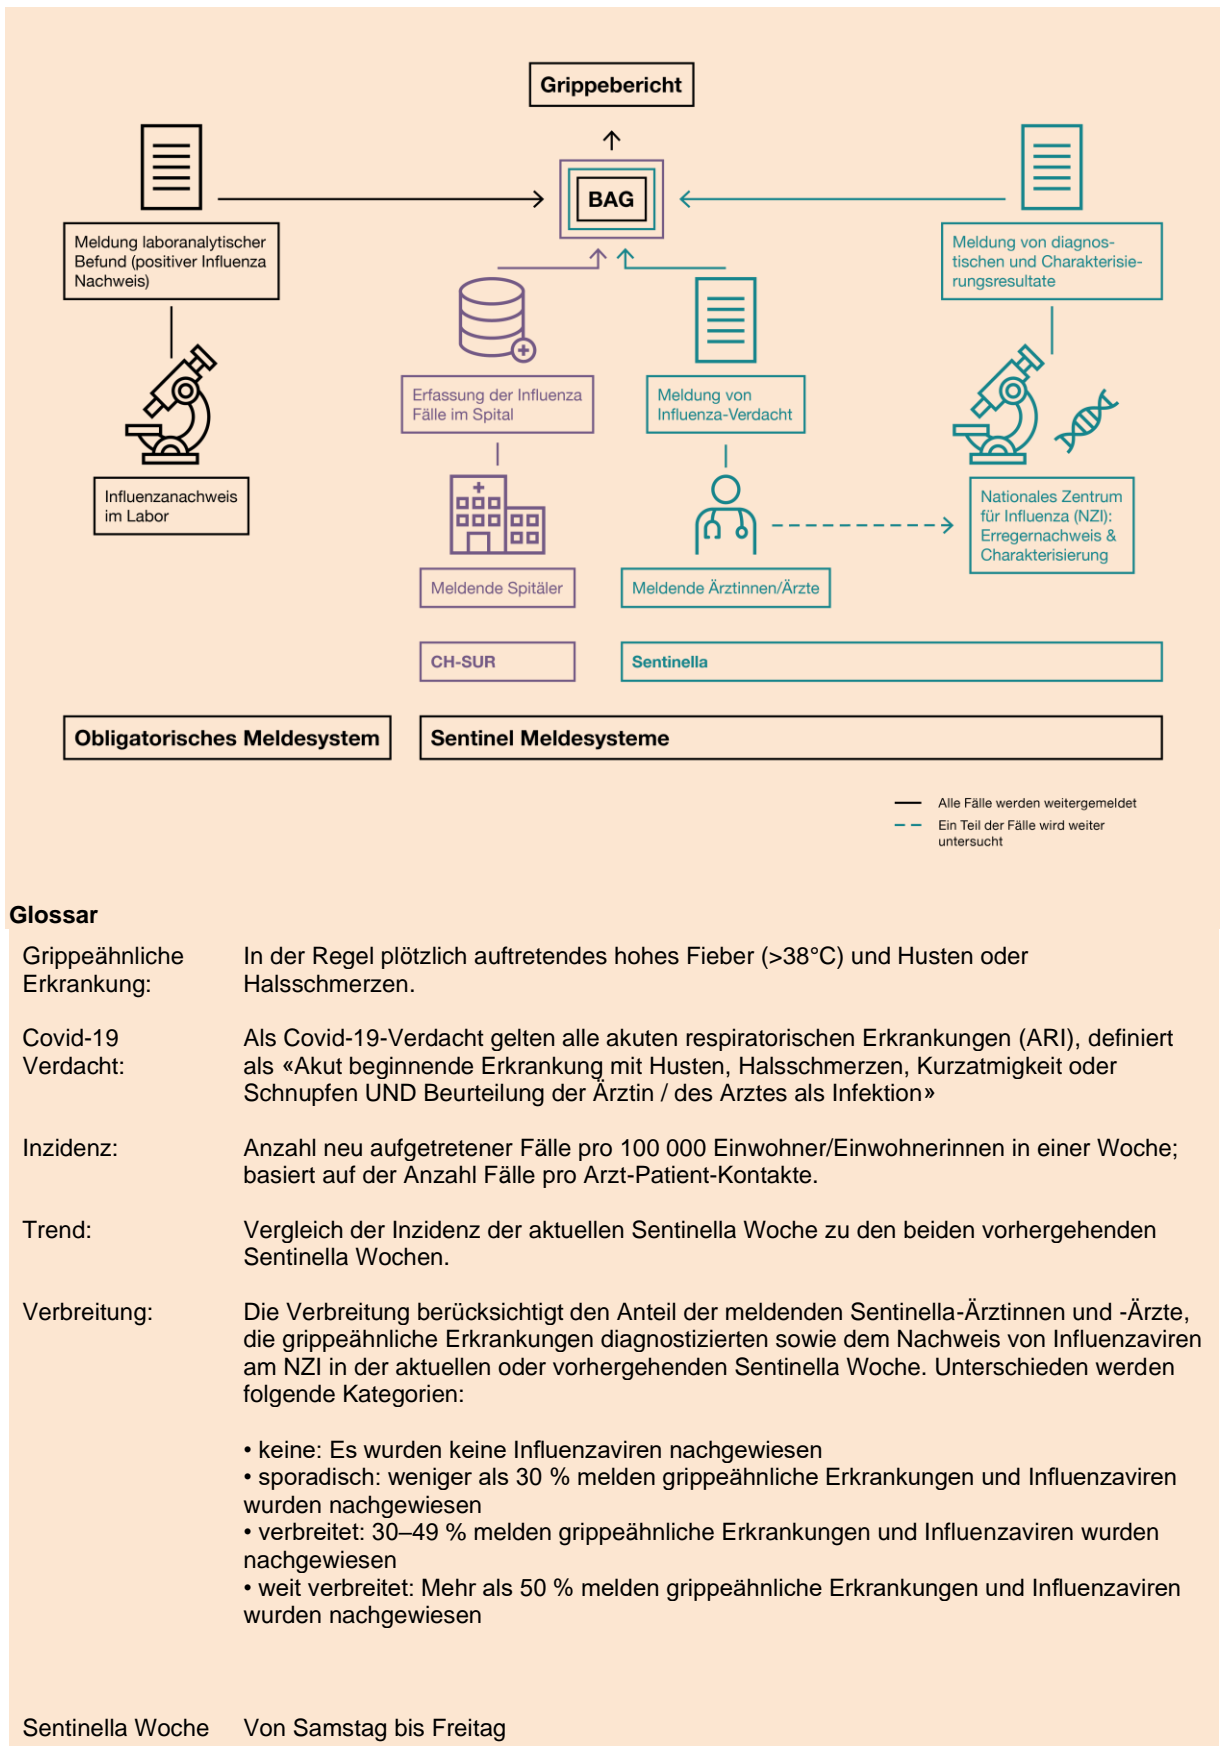 Grippebericht
BAG
Meldung laboranalytischer
Befund (positiver Influenza
Nachweis)
Meldung von diagnos-
tischen und Charakterisie-
rungsresultate
Erfassung der Influenza
Fälle im Spital
Meldung von
Influenza-Verdacht
Influenzanachweis
im Labor
Nationales Zentrum
für Influenza (NZI):
Erregernachweis &
Charakterisierung
Meldende Spitäler
Meldende Ärztinnen/Ärzte
CH-SUR
Sentinella
Obligatorisches Meldesystem
Sentinel Meldesysteme
Alle Fälle werden weitergemeldet
Ein Teil der Fälle wird weiter
untersucht
Glossar
Grippeähnliche
Erkrankung:
In der Regel plötzlich auftretendes hohes Fieber (>38°C) und Husten oder
Halsschmerzen.
Covid-19
Verdacht:
Als Covid-19-Verdacht gelten alle akuten respiratorischen Erkrankungen (ARI), definiert
als «Akut beginnende Erkrankung mit Husten, Halsschmerzen, Kurzatmigkeit oder
Schnupfen UND Beurteilung der Ärztin / des Arztes als Infektion»
Inzidenz:
Anzahl neu aufgetretener Fälle pro 100 000 Einwohner/Einwohnerinnen in einer Woche;
basiert auf der Anzahl Fälle pro Arzt-Patient-Kontakte.
Trend:
Vergleich der Inzidenz der aktuellen Sentinella Woche zu den beiden vorhergehenden
Sentinella Wochen.
Verbreitung:
Die Verbreitung berücksichtigt den Anteil der meldenden Sentinella-Ärztinnen und -Ärzte,
die grippeähnliche Erkrankungen diagnostizierten sowie dem Nachweis von Influenzaviren
am NZI in der aktuellen oder vorhergehenden Sentinella Woche. Unterschieden werden
folgende Kategorien:
• keine: Es wurden keine Influenzaviren nachgewiesen
• sporadisch: weniger als 30 % melden grippeähnliche Erkrankungen und Influenzaviren
wurden nachgewiesen
• verbreitet: 30–49 % melden grippeähnliche Erkrankungen und Influenzaviren wurden
nachgewiesen
• weit verbreitet: Mehr als 50 % melden grippeähnliche Erkrankungen und Influenzaviren
wurden nachgewiesen
Sentinella Woche
Von Samstag bis Freitag